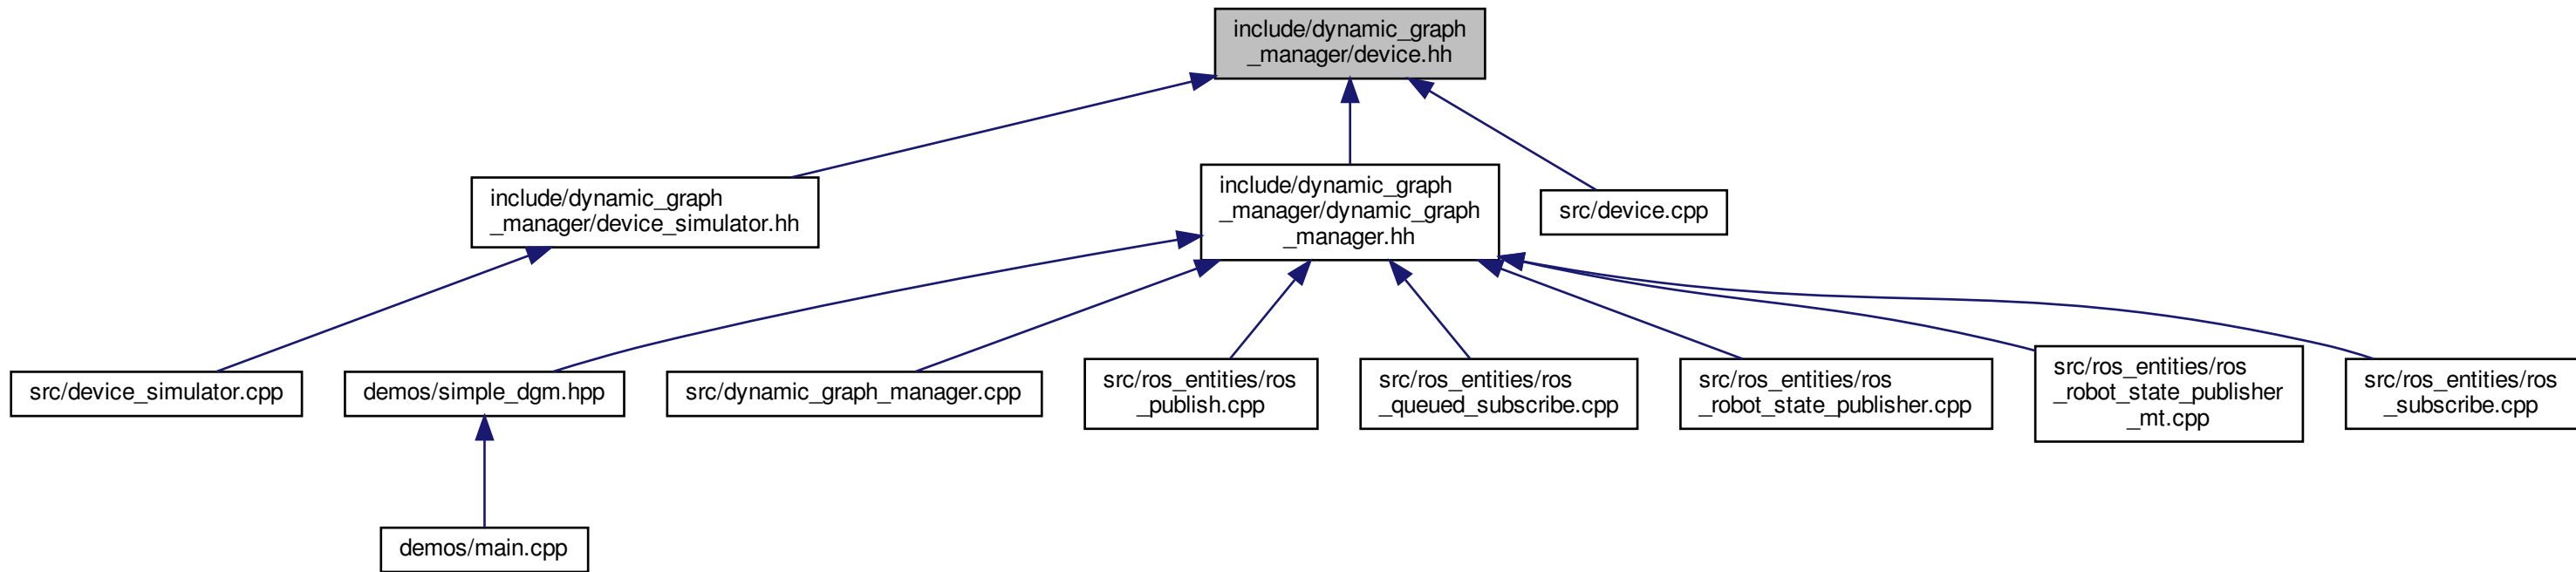 include/dynamic_graph
_manager/device.hh
include/dynamic_graph
_manager/device_simulator.hh
include/dynamic_graph
_manager/dynamic_graph
_manager.hh
src/device.cpp
src/device_simulator.cpp
demos/simple_dgm.hpp
src/dynamic_graph_manager.cpp
src/ros_entities/ros
_publish.cpp
src/ros_entities/ros
_queued_subscribe.cpp
src/ros_entities/ros
_robot_state_publisher.cpp
src/ros_entities/ros
_robot_state_publisher
_mt.cpp
src/ros_entities/ros
_subscribe.cpp
demos/main.cpp